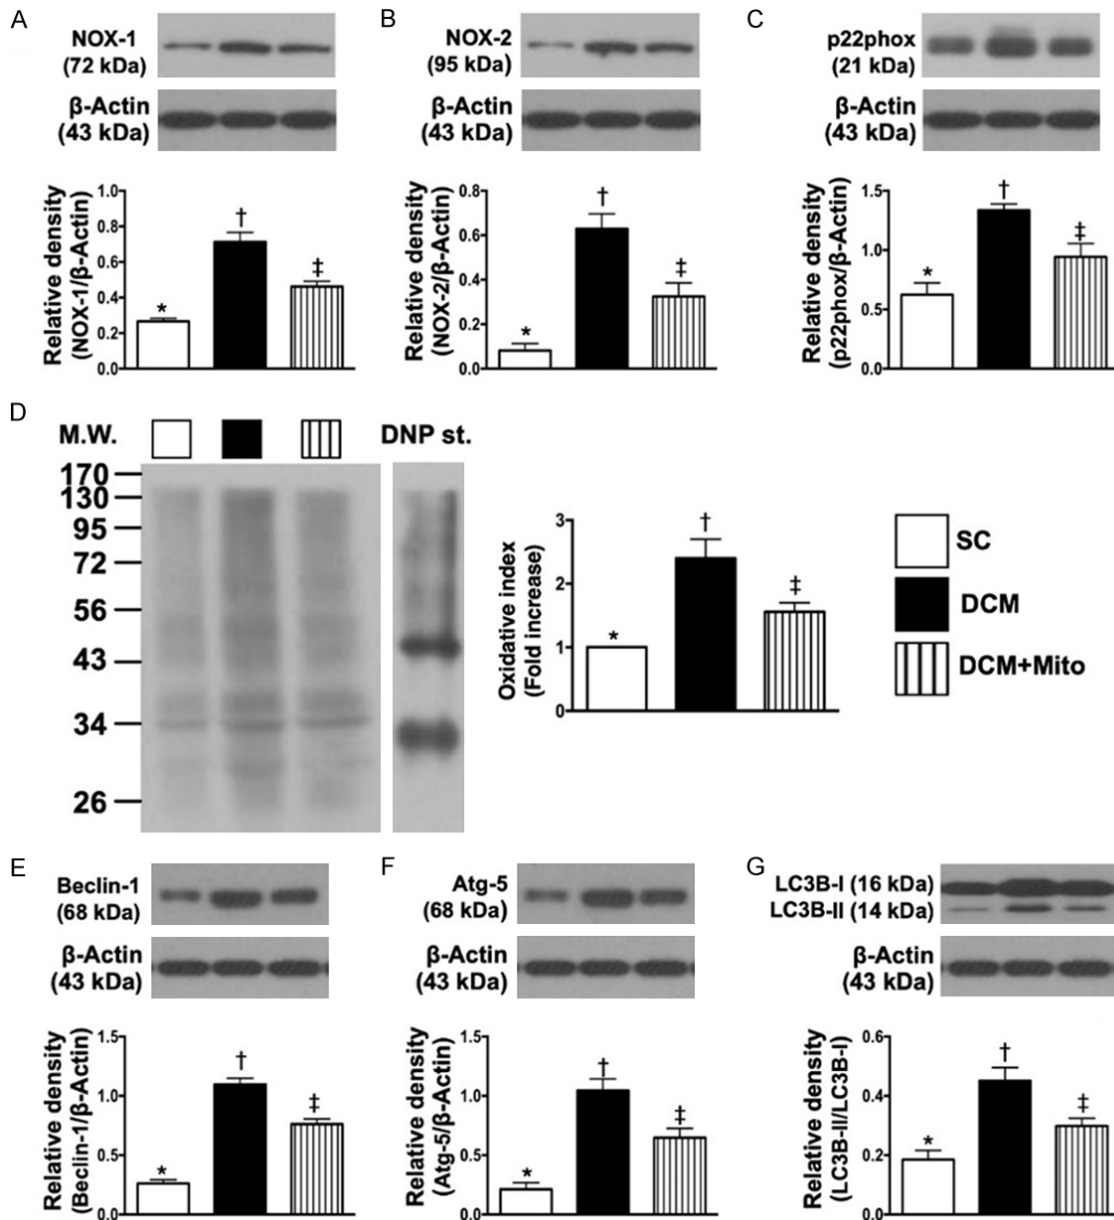 A
NOX-1
(72 kDa)
β-Actin
(43 kDa)
Relative density
(NOX-1/β-Actin)
1.0
0.8
0.6
0.4
0.2
0.0
*
†
‡
B
NOX-2
(95 kDa)
β-Actin
(43 kDa)
Relative density
(NOX-2/β-Actin)
0.8
0.6
0.4
0.2
0.0
*
†
‡
C
p22phox
(21 kDa)
β-Actin
(43 kDa)
Relative density
(p22phox/β-Actin)
1.5
1.0
0.5
0.0
*
†
‡
D
M.W.
DNP st.
170
130
95
72
56
43
34
26
Oxidative index
(Fold increase)
3
2
1
0
*
†
‡
SC
DCM
DCM+Mito
E
Beclin-1
(68 kDa)
β-Actin
(43 kDa)
Relative density
(Beclin-1/β-Actin)
1.5
1.0
0.5
0.0
*
†
‡
F
Atg-5
(68 kDa)
β-Actin
(43 kDa)
Relative density
(Atg-5/β-Actin)
1.5
1.0
0.5
0.0
*
†
‡
G
LC3B-I (16 kDa)
LC3B-II (14 kDa)
β-Actin
(43 kDa)
Relative density
(LC3B-II/LC3B-I)
0.6
0.4
0.2
0.0
*
†
‡